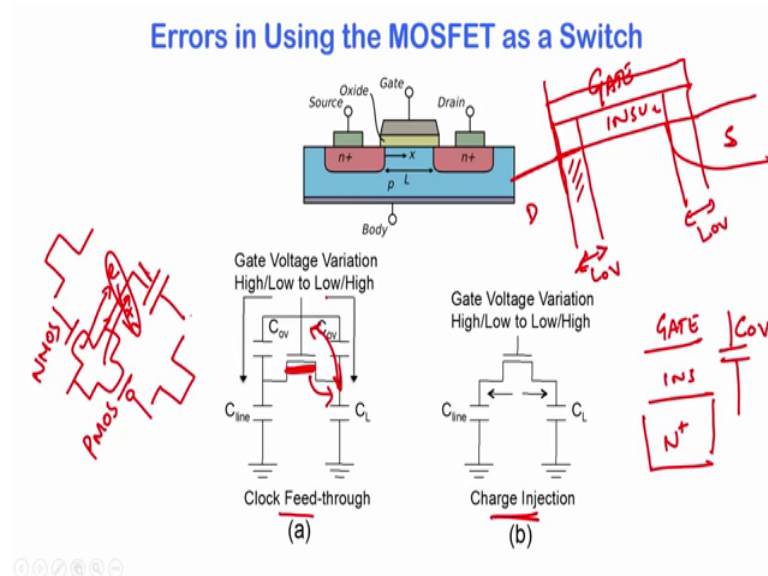 Errors in Using the MOSFET as a Switch
Gate
Oxide
Source
Drain
n+
x
n+
L
p
Body
GATE
INSUL
D
S
Lov
Lov
NMOS
PMOS
Gate Voltage Variation
High/Low to Low/High
Cov
Cov
Cline
CL
Clock Feed-through
(a)
Gate Voltage Variation
High/Low to Low/High
Cline
CL
Charge Injection
(b)
GATE
INS
N+
Cov